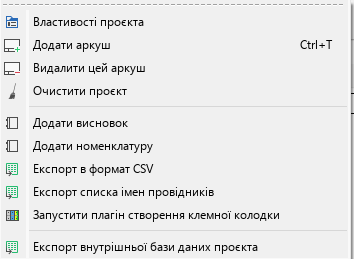 Властивості проєкта
Додати аркуш Ctrl+T
Видалити цей аркуш
Очистити проєкт
Додати висновок
Додати номенклатуру
Експорт в формат CSV
Експорт списка імен провідників
Запустити плагін створення клемної колодки
Експорт внутрішньої бази даних проєкта